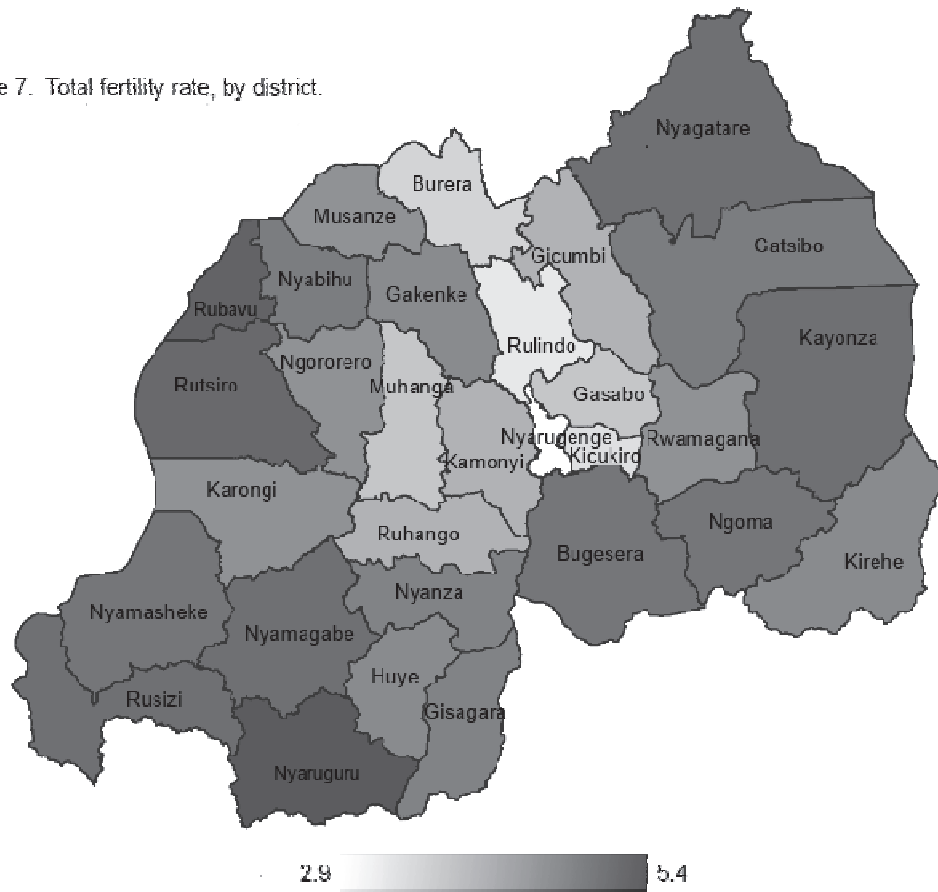 e 7. Total fertility rate, by district.
Nyagatare
Burera
Musanze
Gatsibo
Gicumbi
Nyabihu
Gakenke
Rubavu
Kayonza
Rulindo
Ngororero
Rutsiro
Muhanga
Gasabo
Nyarugenge
Rwamagana
Kicukiro
Kamonyi
Karongi
Ngoma
Ruhango
Bugesera
Kirehe
Nyanza
Nyamasheke
Nyamagabe
Huye
Rusizi
Gisagara
Nyaruguru
2.9
5.4